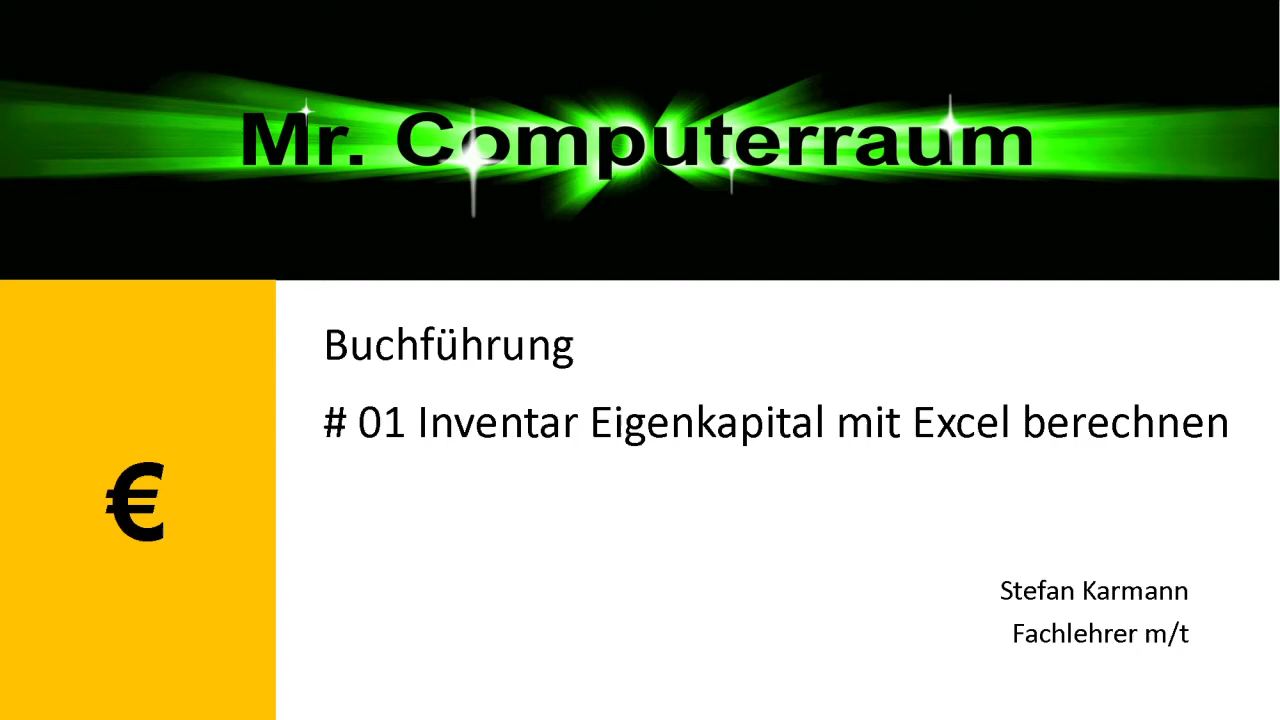 Mr. Computerraum
Buchführung
# 01 Inventar Eigenkapital mit Excel berechnen
€
Stefan Karmann
Fachlehrer m/t